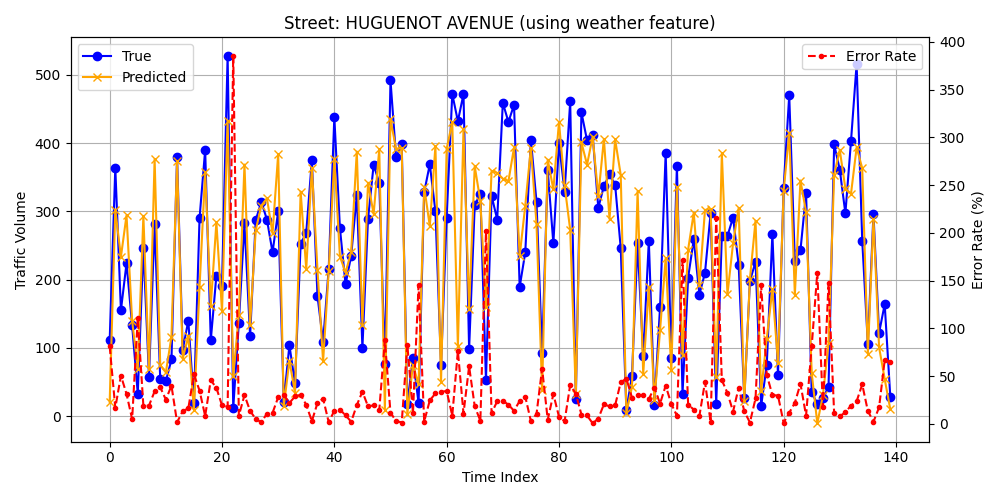 Street: HUGUENOT AVENUE (using weather feature)
True
Predicted
Error Rate
Traffic Volume
500
400
300
200
100
0
400
350
300
250
200
150
100
50
0
Error Rate (%)
0 20 40 60 80 100 120 140
Time Index